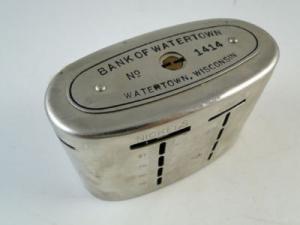 BANK OF WATERTOWN
No 1414
WATERTOWN, WISCONSIN
NICKELS